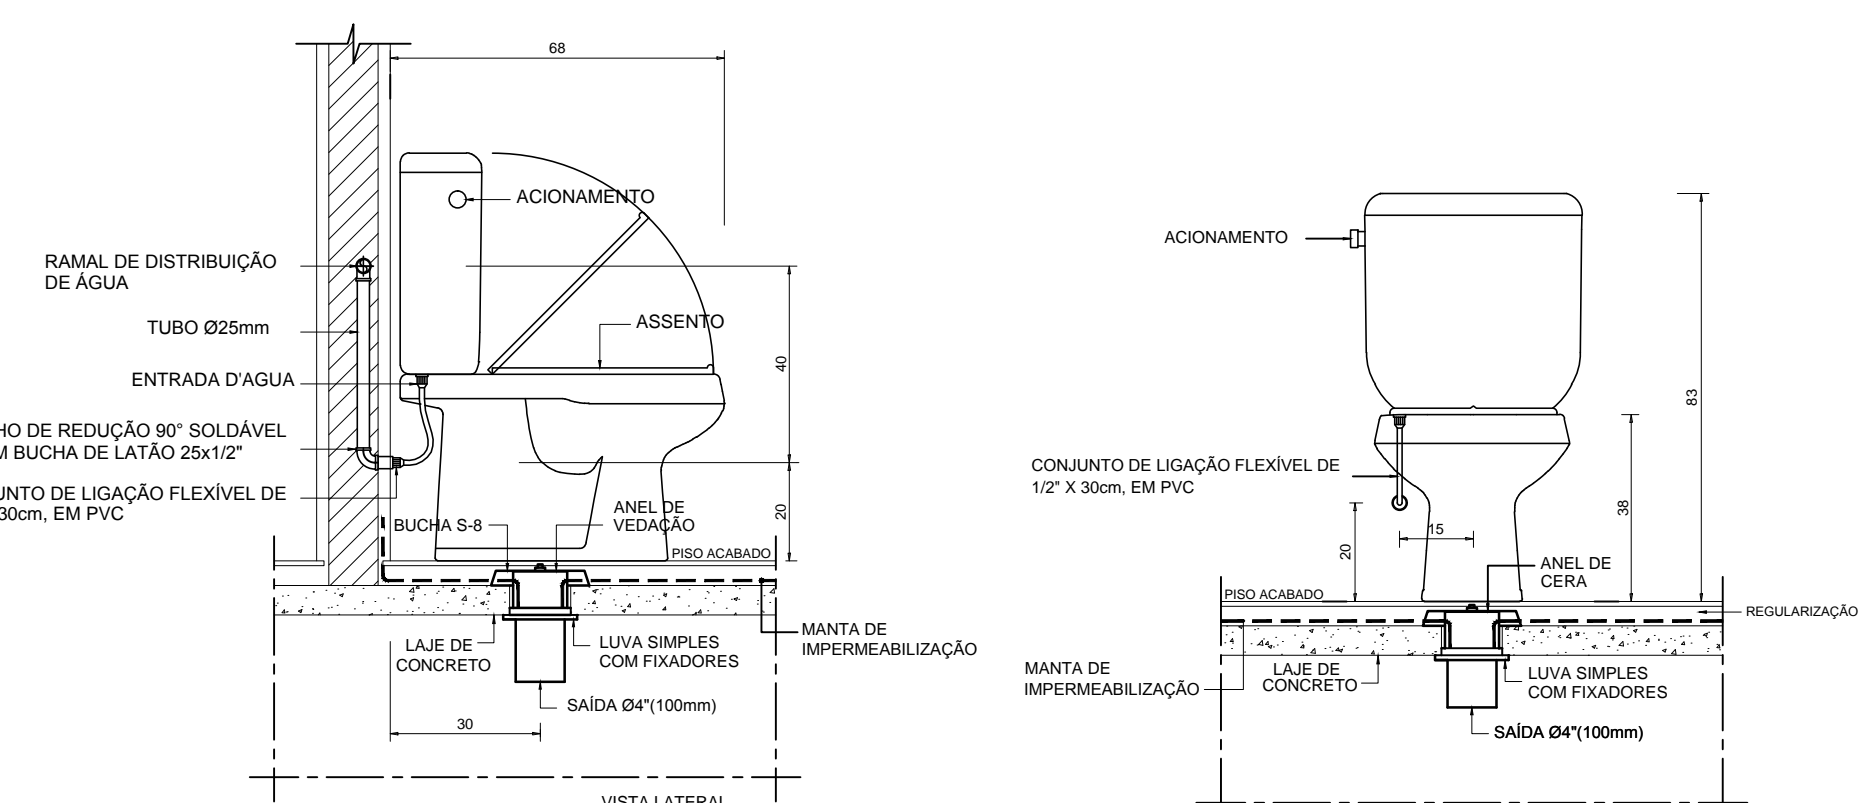 68
ACIONAMENTO
RAMAL DE DISTRIBUIÇÃO
DE ÁGUA
TUBO Ø25mm
ASSENTO
40
ENTRADA D'AGUA
HO DE REDUÇÃO 90° SOLDÁVEL
M BUCHA DE LATÃO 25x1/2"
UNTO DE LIGAÇÃO FLEXÍVEL DE
30cm, EM PVC
BUCHA S-8
ANEL DE
VEDAÇÃO
20
PISO ACABADO
LAJE DE
CONCRETO
LUVA SIMPLES
COM FIXADORES
MANTA DE
IMPERMEABILIZAÇÃO
SAÍDA Ø4"(100mm)
30
VISTA LATERAL
ACIONAMENTO
83
CONJUNTO DE LIGAÇÃO FLEXÍVEL DE
1/2" X 30cm, EM PVC
38
15
20
ANEL DE
CERA
PISO ACABADO
REGULARIZAÇÃO
MANTA DE
IMPERMEABILIZAÇÃO
LAJE DE
CONCRETO
LUVA SIMPLES
COM FIXADORES
SAÍDA Ø4"(100mm)